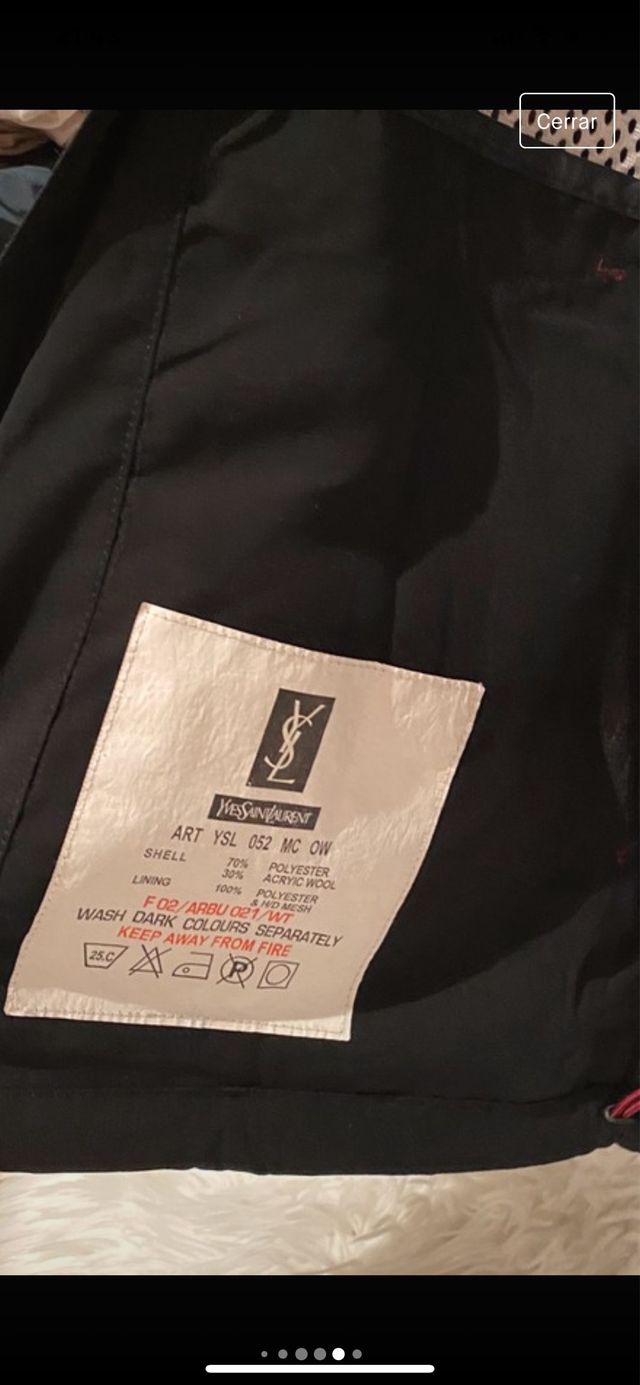 Cerrar
YSL
YVESSAINTLAURENT
ART YSL 052 MC OW
SHELL 70% POLYESTER
30% ACRYIC WOOL
LINING 100% POLYESTER
& H/D MESH
F 02/ARBU 021/WT
WASH DARK COLOURS SEPARATELY
KEEP AWAY FROM FIRE
25.C P